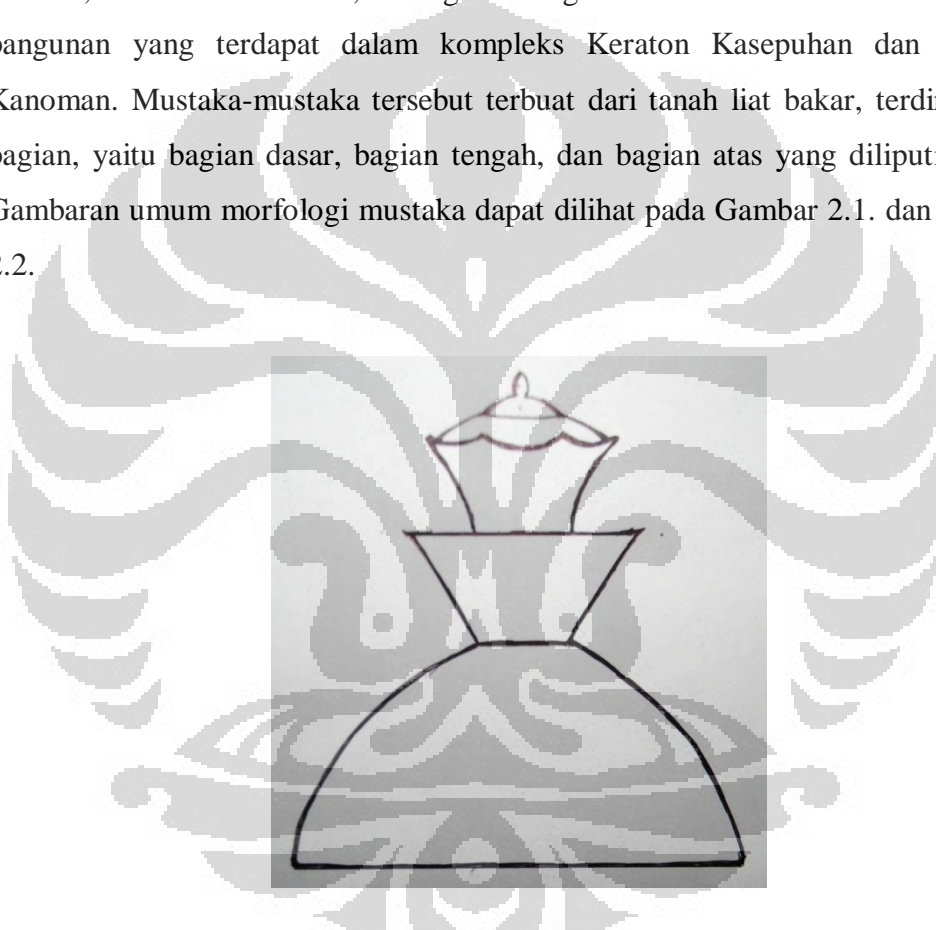 bangunan yang terdapat dalam kompleks Keraton Kasepuhan dan
Kanoman. Mustaka-mustaka tersebut terbuat dari tanah liat bakar,
bagian, yaitu bagian dasar, bagian tengah, dan bagian atas yang
Gambaran umum morfologi mustaka dapat dilihat pada Gambar 2.1. dan
2.2.